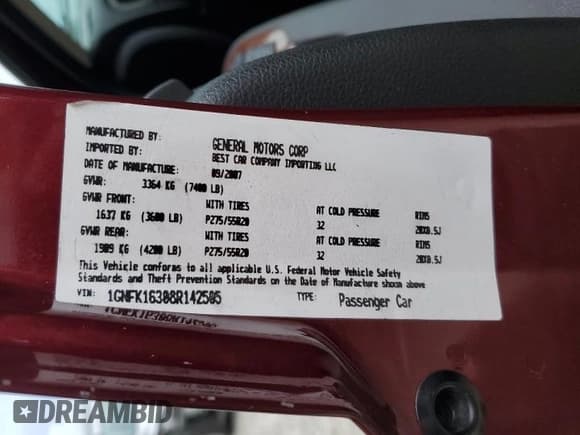 MANUFACTURED BY: GENERAL MOTORS CORP
IMPORTED BY: BEST CAR COMPANY IMPORTING LLC
DATE OF MANUFACTURE: 09/2007
GVWR: 3364 KG (7400 LB)
GVWR FRONT: WITH TIRES AT COLD PRESSURE RIMS
1637 KG (3600 LB) P275/55R20 32 20X8.5J
GVWR REAR: WITH TIRES AT COLD PRESSURE RIMS
1909 KG (4200 LB) P275/55R20 32 20X8.5J
This Vehicle conforms to all applicable U.S. Federal Motor Vehicle Safety
Standards and Theft Prevention Standards on the Date of Manufacture shown above
VIN: 1GNFK16308R142505 TYPE: Passenger Car
DREAMBID